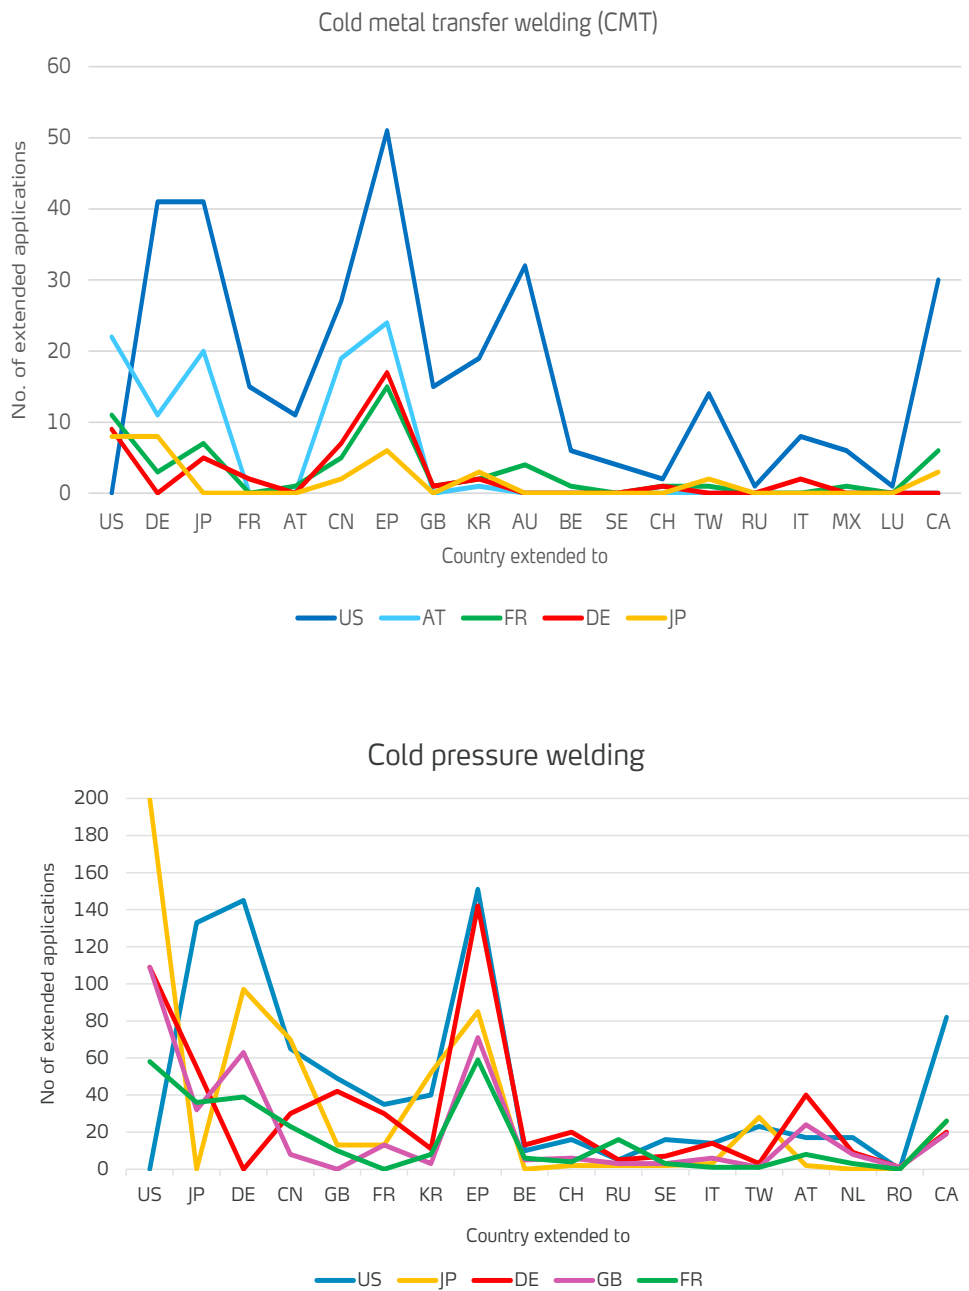 Cold metal transfer welding (CMT)
60
50
40
30
20
10
0
No. of extended applications
US DE JP FR AT CN EP GB KR AU BE SE CH TW RU IT MX LU CA
Country extended to
US AT FR DE JP
Cold pressure welding
200
180
160
140
120
100
80
60
40
20
0
No of extended applications
US JP DE CN GB FR KR EP BE CH RU SE IT TW AT NL RO CA
Country extended to
US JP DE GB FR